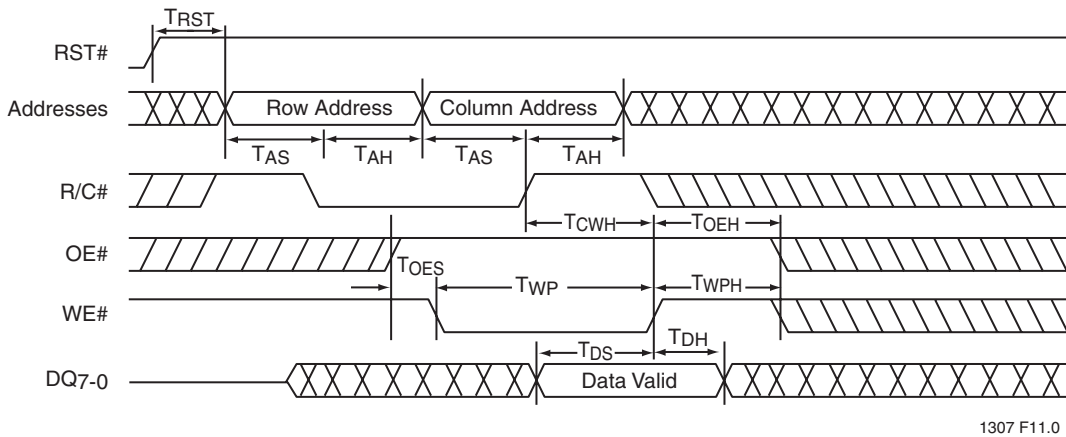 TRST
RST#
Addresses
Row Address
Column Address
TAS
TAH
TAS
TAH
R/C#
TCWH
TOEH
OE#
TOES
TWP
TWPH
WE#
TDS
TDH
DQ7-0
Data Valid
1307 F11.0